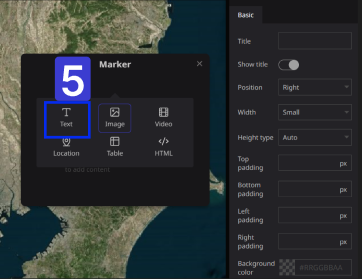 5
Marker
Text
Image
Video
Location
Table
HTML
to add content
Basic
Title
Show title
Position
Right
Width
Small
Height type
Auto
Top
padding
px
Bottom
padding
px
Left
padding
px
Right
padding
px
Background
color
#RRGGBBAA